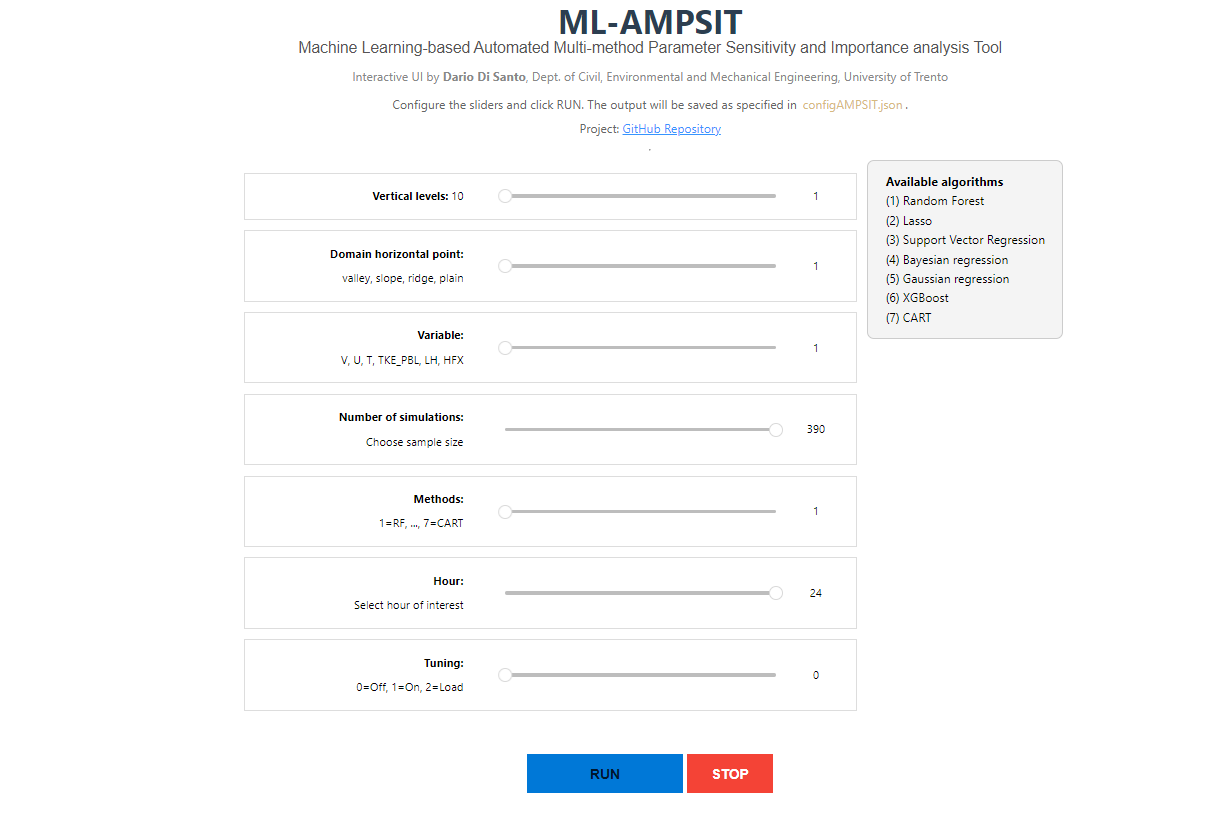 ML-AMPSIT
Machine Learning-based Automated Multi-method Parameter Sensitivity and Importance analysis Tool
Interactive UI by Dario Di Santo, Dept. of Civil, Environmental and Mechanical Engineering, University of Trento
Configure the sliders and click RUN. The output will be saved as specified in configAMPSIT.json .
Project: GitHub Repository
.
Vertical levels: 10 1
Domain horizontal point:
valley, slope, ridge, plain 1
Variable:
V, U, T, TKE_PBL, LH, HFX 1
Number of simulations:
Choose sample size 390
Methods:
1=RF, ..., 7=CART 1
Hour:
Select hour of interest 24
Tuning:
0=Off, 1=On, 2=Load 0
Available algorithms
(1) Random Forest
(2) Lasso
(3) Support Vector Regression
(4) Bayesian regression
(5) Gaussian regression
(6) XGBoost
(7) CART
RUN STOP